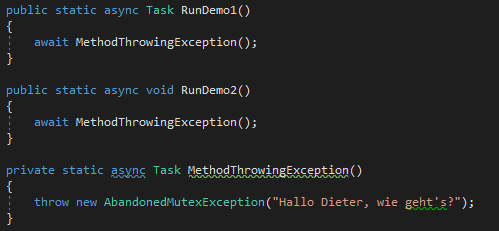 public static async Task RunDemo1()
{
    await MethodThrowingException();
}
public static async void RunDemo2()
{
    await MethodThrowingException();
}
private static async Task MethodThrowingException()
{
    throw new AbandonedMutexException("Hallo Dieter, wie geht's?");
}